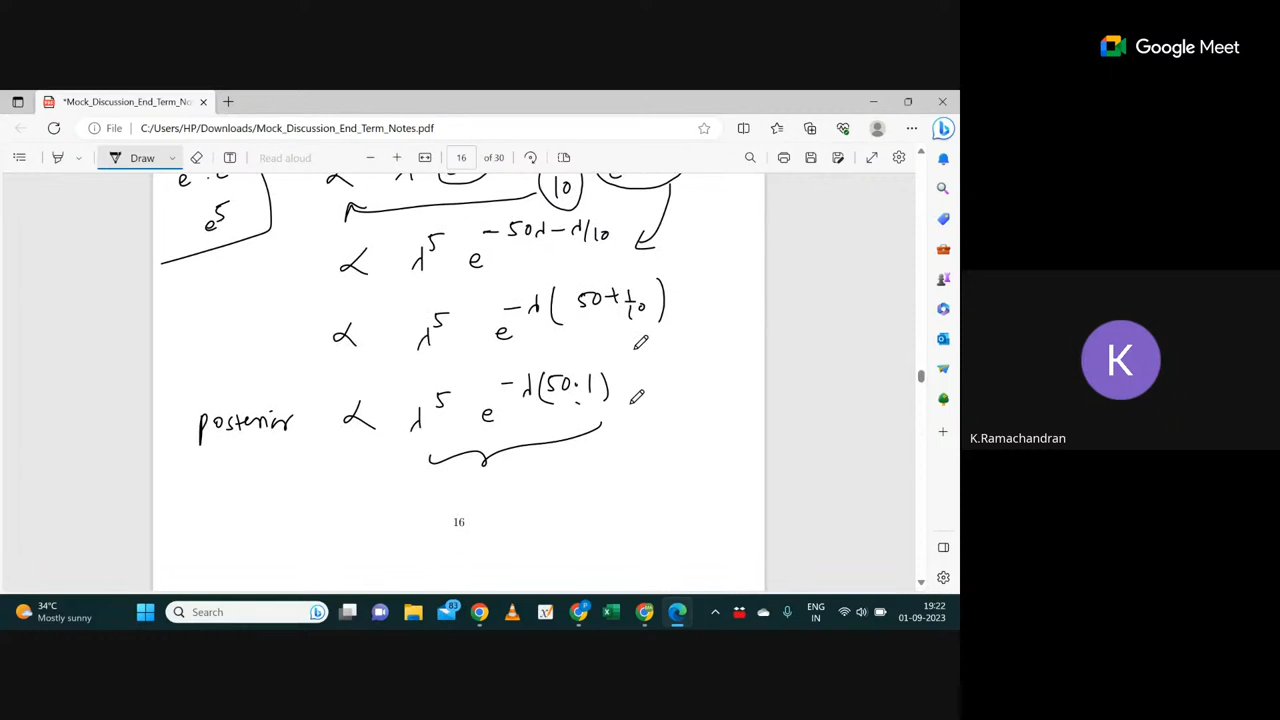 Google Meet
*Mock_Discussion_End_Term_No
File C:/Users/HP/Downloads/Mock_Discussion_End_Term_Notes.pdf
Draw Read aloud 16 of 30
10
e^5
∝ λ^5 e^{-50λ-λ/10}
∝ λ^5 e^{-λ(50+1/10)}
posterior ∝ λ^5 e^{-λ(50.1)}
16
K
K.Ramachandran
34°C
Mostly sunny
Search
83
ENG
IN
19:22
01-09-2023